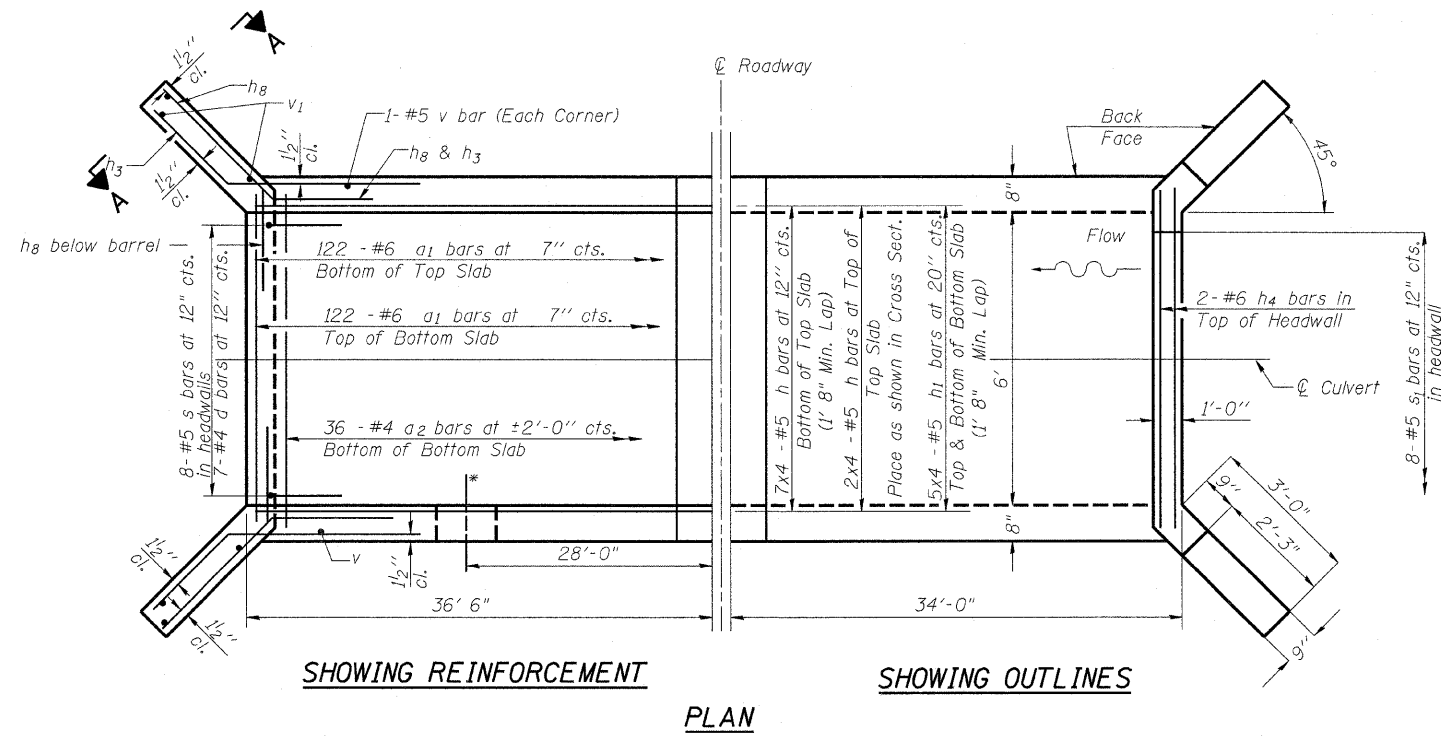 A
A
1½"
cl.
h8
v1
h3
1½"
cl.
1½"
cl.
1-#5 v bar (Each Corner)
h8 & h3
h8 below barrel
8-#5 s bars at 12" cts.
in headwalls
7-#4 d bars at 12" cts.
122 -#6 a1 bars at 7" cts.
Bottom of Top Slab
122 -#6 a1 bars at 7" cts.
Top of Bottom Slab
36 -#4 a2 bars at ±2'-0" cts.
Bottom of Bottom Slab
*
v
1½"
cl.
1½"
cl.
1½"
cl.
28'-0"
36' 6"
℄ Roadway
Back
Face
45°
8"
Flow
7x4 -#5 h bars at 12" cts.
Bottom of Top Slab
(1' 8" Min. Lap)
2x4 -#5 h bars at Top of
Top Slab
Place as shown in Cross Sect.
5x4 -#5 h1 bars at 20" cts.
Top & Bottom of Bottom Slab
(1' 8" Min. Lap)
6'
2-#6 h4 bars in
Top of Headwall
℄ Culvert
1'-0"
8-#5 s1 bars at 12" cts.
in headwall
8"
9"
3'-0"
2'-3"
9"
34'-0"
SHOWING REINFORCEMENT
SHOWING OUTLINES
PLAN